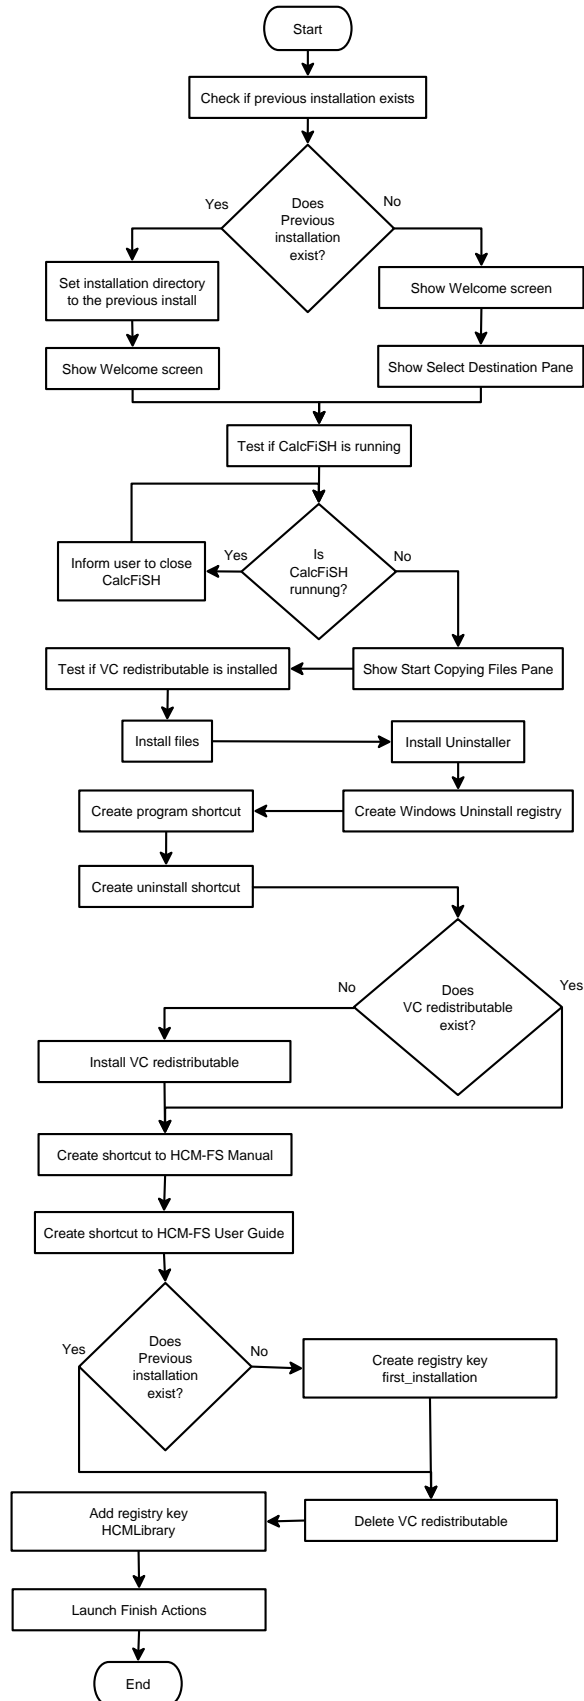 Start
Check if previous installation exists
Does
Previous
installation
exist?
Yes
No
Set installation directory
to the previous install
Show Welcome screen
Show Welcome screen
Show Select Destination Pane
Test if CalcFiSH is running
Is
CalcFiSH
runnung?
Yes
No
Inform user to close
CalcFiSH
Show Start Copying Files Pane
Test if VC redistributable is installed
Install files
Install Uninstaller
Create Windows Uninstall registry
Create program shortcut
Create uninstall shortcut
Does
VC redistributable
exist?
No
Yes
Install VC redistributable
Create shortcut to HCM-FS Manual
Create shortcut to HCM-FS User Guide
Does
Previous
installation
exist?
Yes
No
Create registry key
first_installation
Delete VC redistributable
Add registry key
HCMLibrary
Launch Finish Actions
End